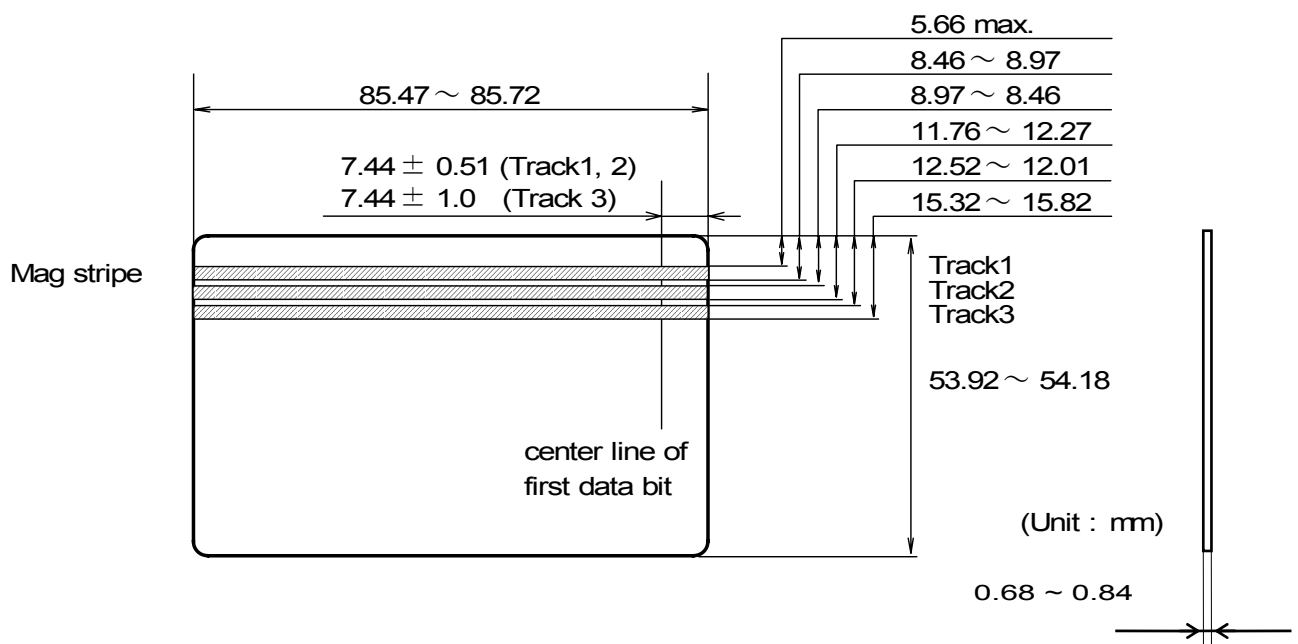 5.66 max.
8.46～ 8.97
85.47～ 85.72
8.97～ 8.46
11.76～ 12.27
7.44 ± 0.51 (Track1, 2)
12.52～ 12.01
7.44 ± 1.0 (Track 3)
15.32～ 15.82
Mag stripe
Track1
Track2
Track3
53.92～ 54.18
center line of
first data bit
(Unit : mm)
0.68 ~ 0.84